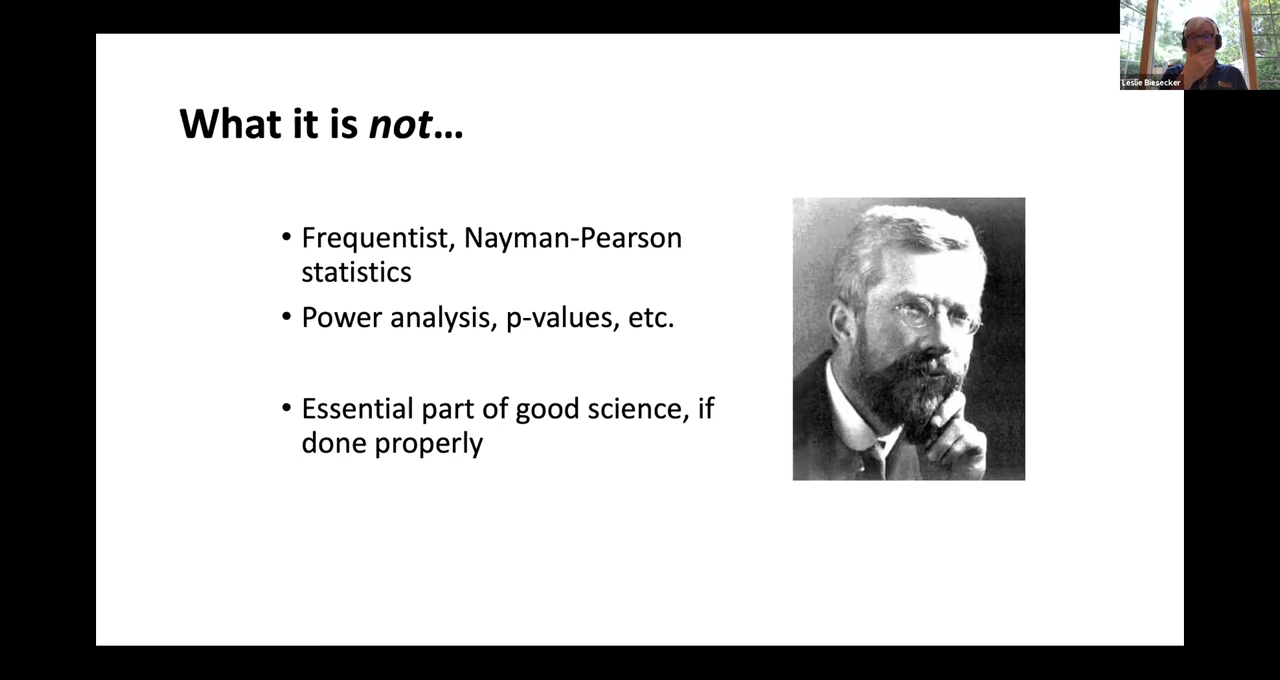 Leslie Biesecker
What it is not...
• Frequentist, Nayman-Pearson
statistics
• Power analysis, p-values, etc.
• Essential part of good science, if
done properly